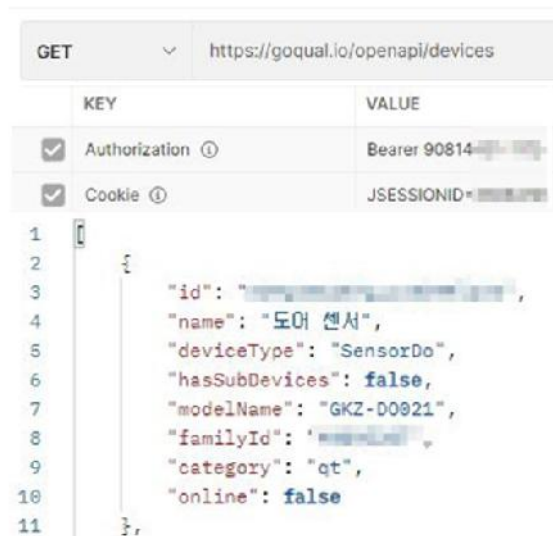 GET https://goqual.io/openapi/devices
KEY VALUE
Authorization Bearer 90814
Cookie JSESSIONID=
1 [
2 {
3 "id": "
4 "name": "도어 센서",
5 "deviceType": "SensorDo",
6 "hasSubDevices": false,
7 "modelName": "GKZ-DO021",
8 "familyId": "
9 "category": "qt",
10 "online": false
11 },